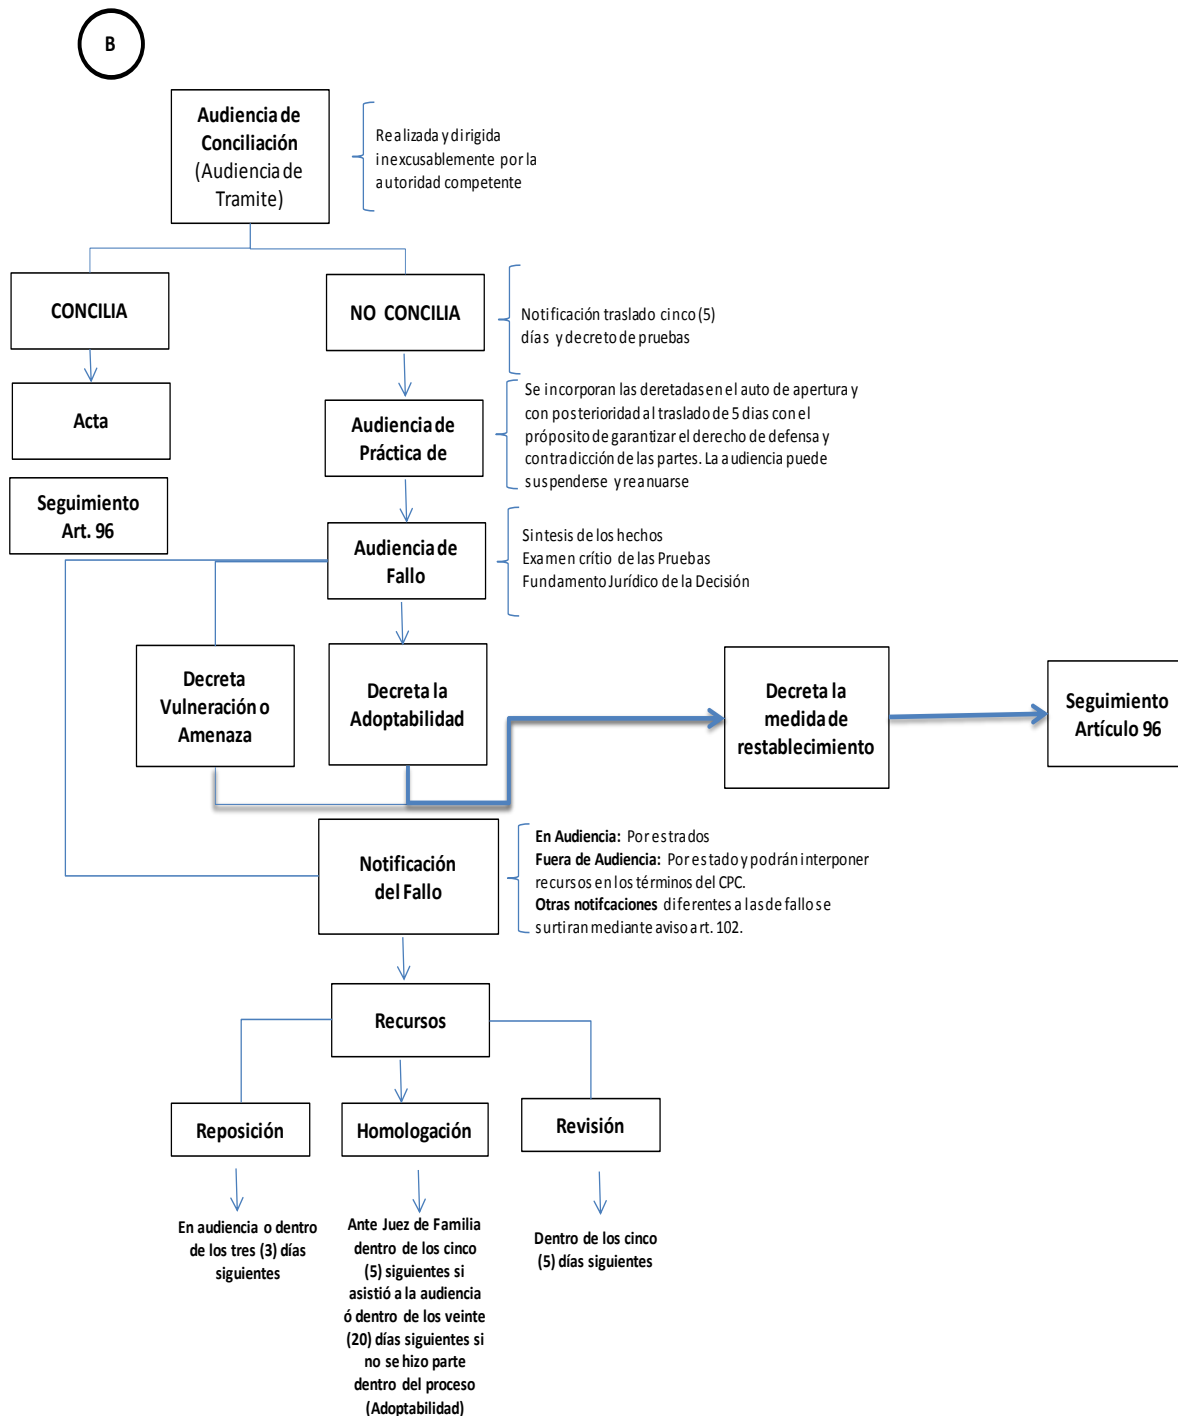 B
Audiencia de
Conciliación
(Audiencia de
Tramite)
Realizada y dirigida
inexcusablemente por la
autoridad competente
CONCILIA
NO CONCILIA
Notificación traslado cinco (5)
días y decreto de pruebas
Acta
Audiencia de
Práctica de
Se incorporan las deretadas en el auto de apertura y
con posterioridad al traslado de 5 dias con el
próposito de garantizar el derecho de defensa y
contradicción de las partes. La audiencia puede
suspenderse y reanuarse
Seguimiento
Art. 96
Audiencia de
Fallo
Sintesis de los hechos
Examen crítio de las Pruebas
Fundamento Jurídico de la Decisión
Decreta
Vulneración o
Amenaza
Decreta la
Adoptabilidad
Decreta la
medida de
restablecimiento
Seguimiento
Artículo 96
Notificación
del Fallo
En Audiencia: Por estrados
Fuera de Audiencia: Por estado y podrán interponer
recursos en los términos del CPC.
Otras notifcaciones diferentes a las de fallo se
surtiran mediante aviso art. 102.
Recursos
Reposición
Homologación
Revisión
En audiencia o dentro
de los tres (3) días
siguientes
Ante Juez de Familia
dentro de los cinco
(5) siguientes si
asistió a la audiencia
ó dentro de los veinte
(20) días siguientes si
no se hizo parte
dentro del proceso
(Adoptabilidad)
Dentro de los cinco
(5) días siguientes